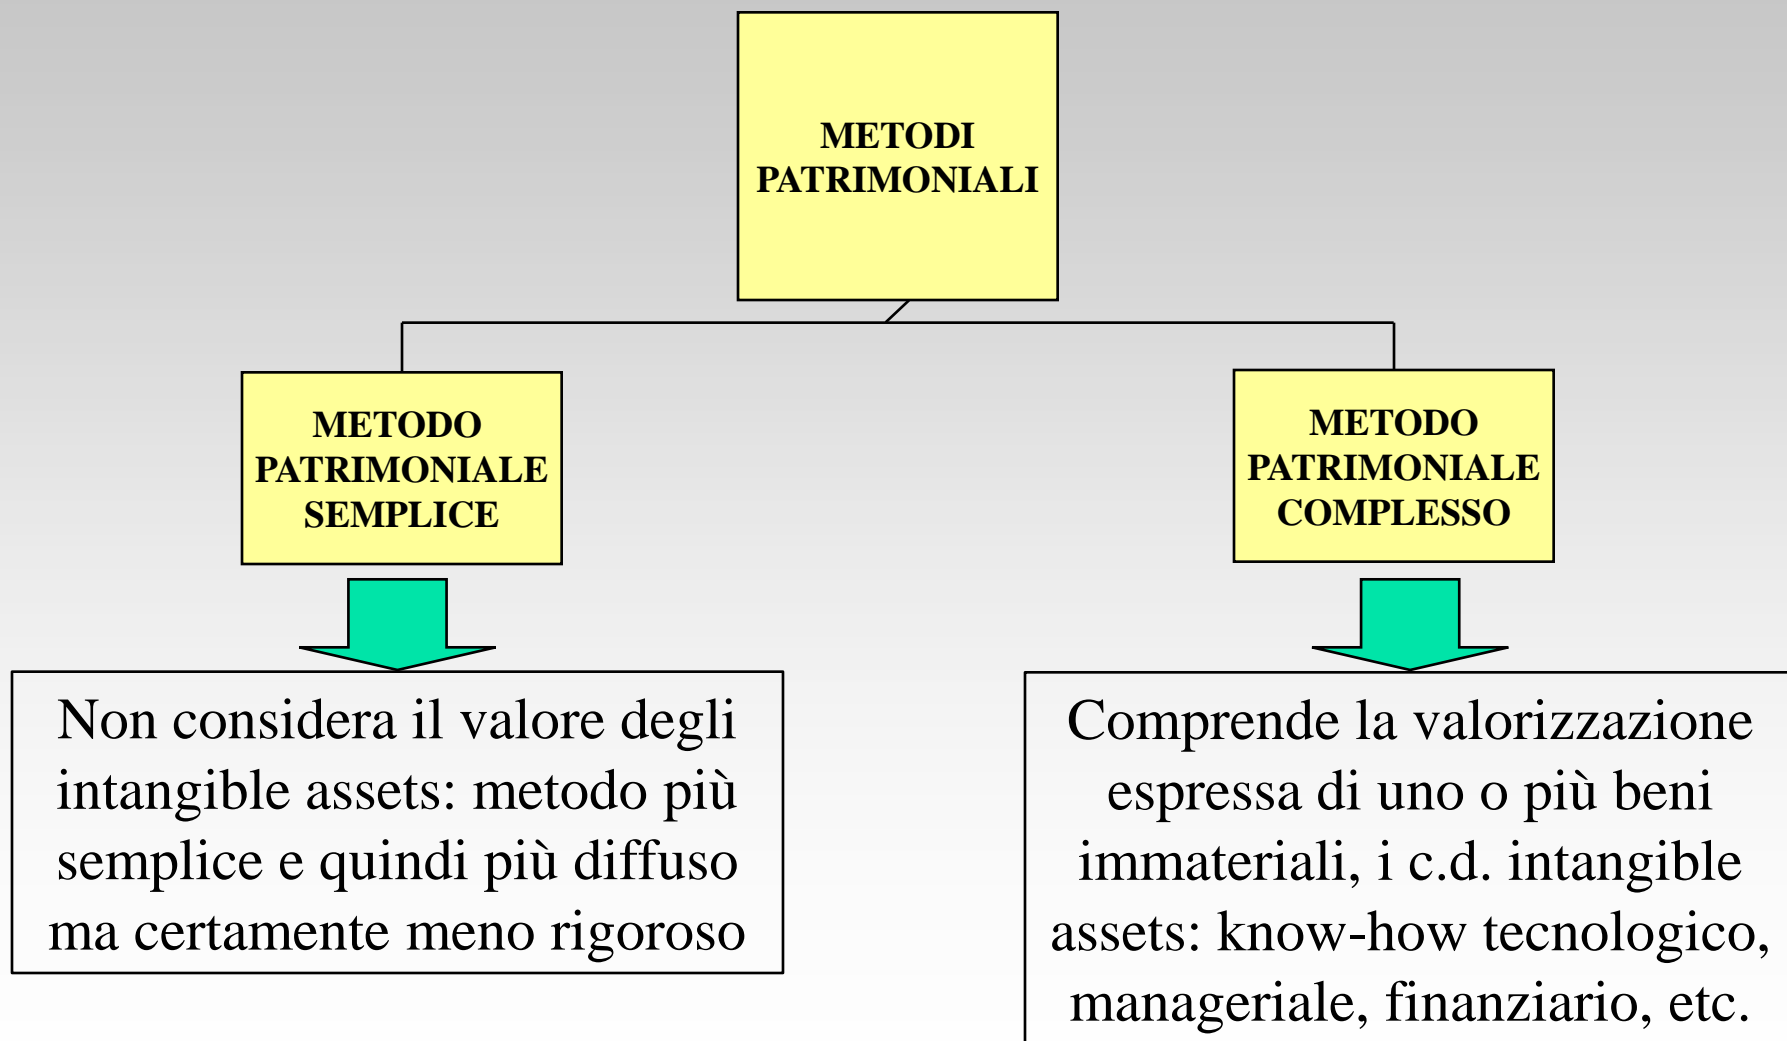 METODI
PATRIMONIALI
METODO
PATRIMONIALE
SEMPLICE
METODO
PATRIMONIALE
COMPLESSO
Non considera il valore degli
intangible assets: metodo più
semplice e quindi più diffuso
ma certamente meno rigoroso
Comprende la valorizzazione
espressa di uno o più beni
immateriali, i c.d. intangible
assets: know-how tecnologico,
manageriale, finanziario, etc.